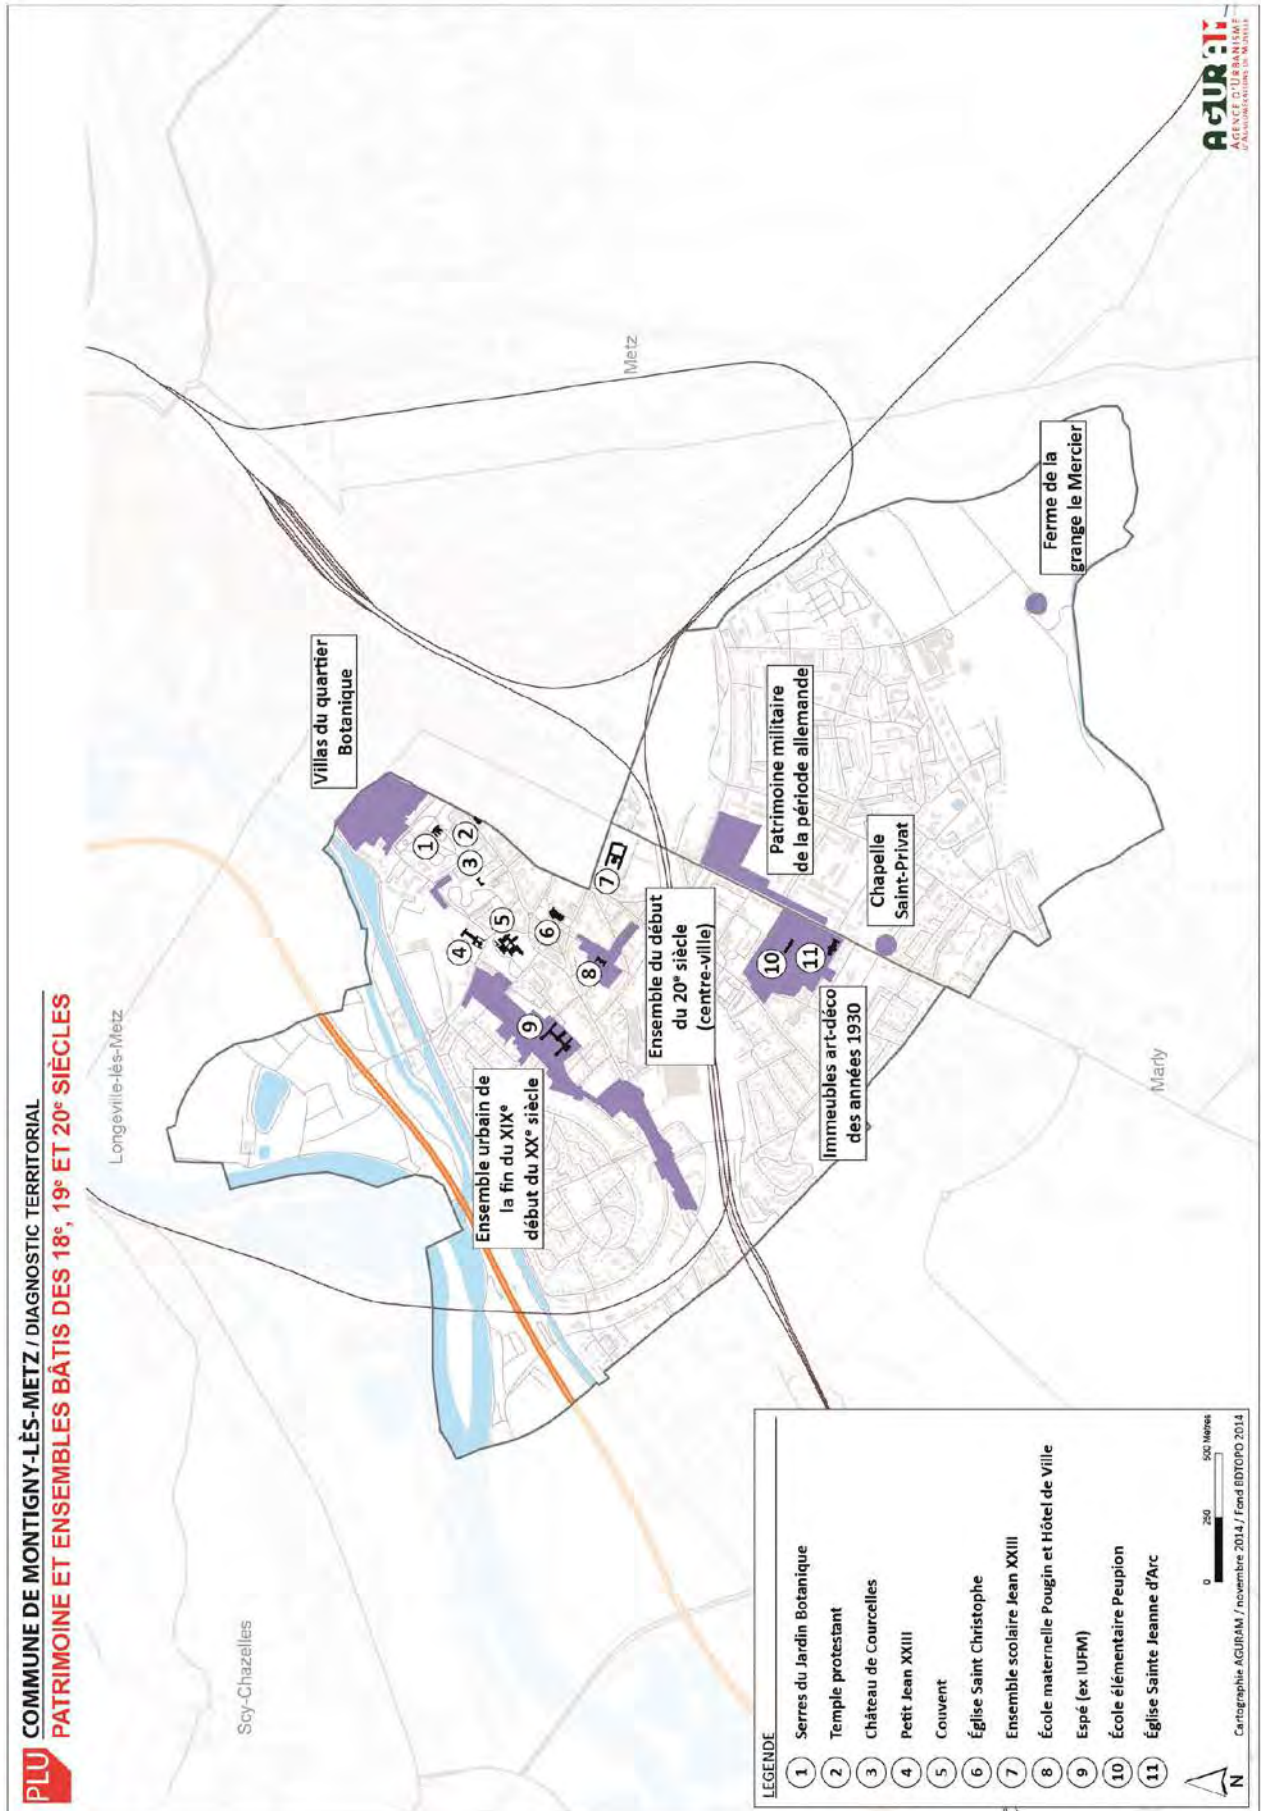 PLU
COMMUNE DE MONTIGNY-LÈS-METZ / DIAGNOSTIC TERRITORIAL
PATRIMOINE ET ENSEMBLES BÂTIS DES 18e, 19e ET 20e SIÈCLES
Scy-Chazelles
Longeville-lès-Metz
Metz
Marly
Villas du quartier
Botanique
1
2
3
4
5
6
7
8
9
10
11
Ensemble urbain de
la fin du XIXe
début du XXe siècle
Ensemble du début
du 20e siècle
(centre-ville)
Patrimoine militaire
de la période allemande
Immeubles art-déco
des années 1930
Chapelle
Saint-Privat
Ferme de la
grange le Mercier
LEGENDE
1 Serres du Jardin Botanique
2 Temple protestant
3 Château de Courcelles
4 Petit Jean XXIII
5 Couvent
6 Église Saint Christophe
7 Ensemble scolaire Jean XXIII
8 École maternelle Pougin et Hôtel de Ville
9 Espé (ex IUFM)
10 École élémentaire Peupion
11 Église Sainte Jeanne d'Arc
N
0 250 500 Mètres
Cartographie AGURAM / novembre 2014 / Fond BDTOPO 2014
AGURAM
AGENCE D'URBANISME
D'AGGLOMÉRATIONS DE MOSELLE